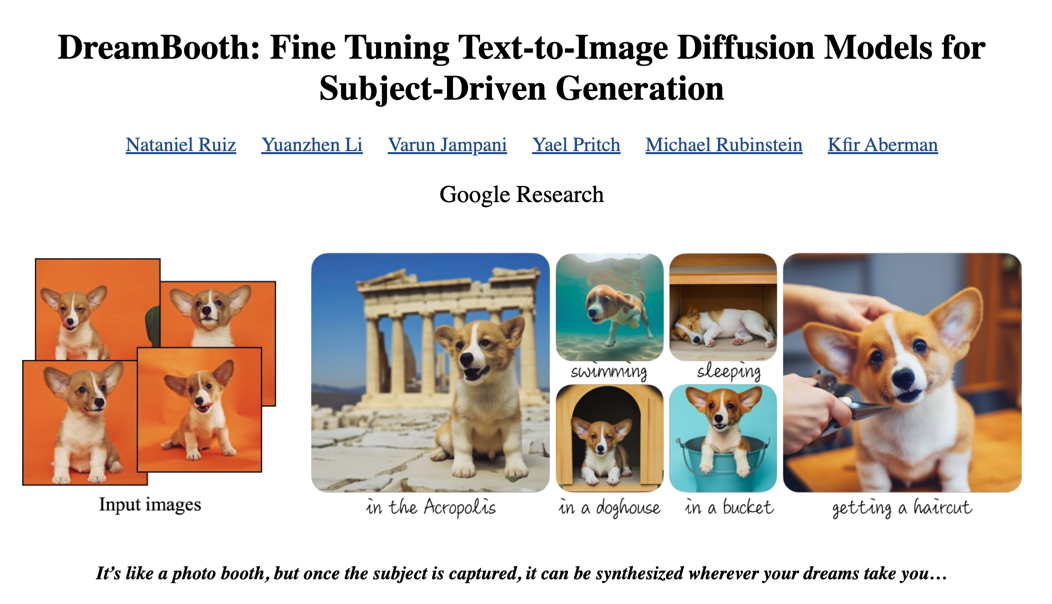 DreamBooth: Fine Tuning Text-to-Image Diffusion Models for
Subject-Driven Generation
Nataniel Ruiz Yuanzhen Li Varun Jampani Yael Pritch Michael Rubinstein Kfir Aberman
Google Research
swimming sleeping
Input images in the Acropolis in a doghouse in a bucket getting a haircut
It's like a photo booth, but once the subject is captured, it can be synthesized wherever your dreams take you…